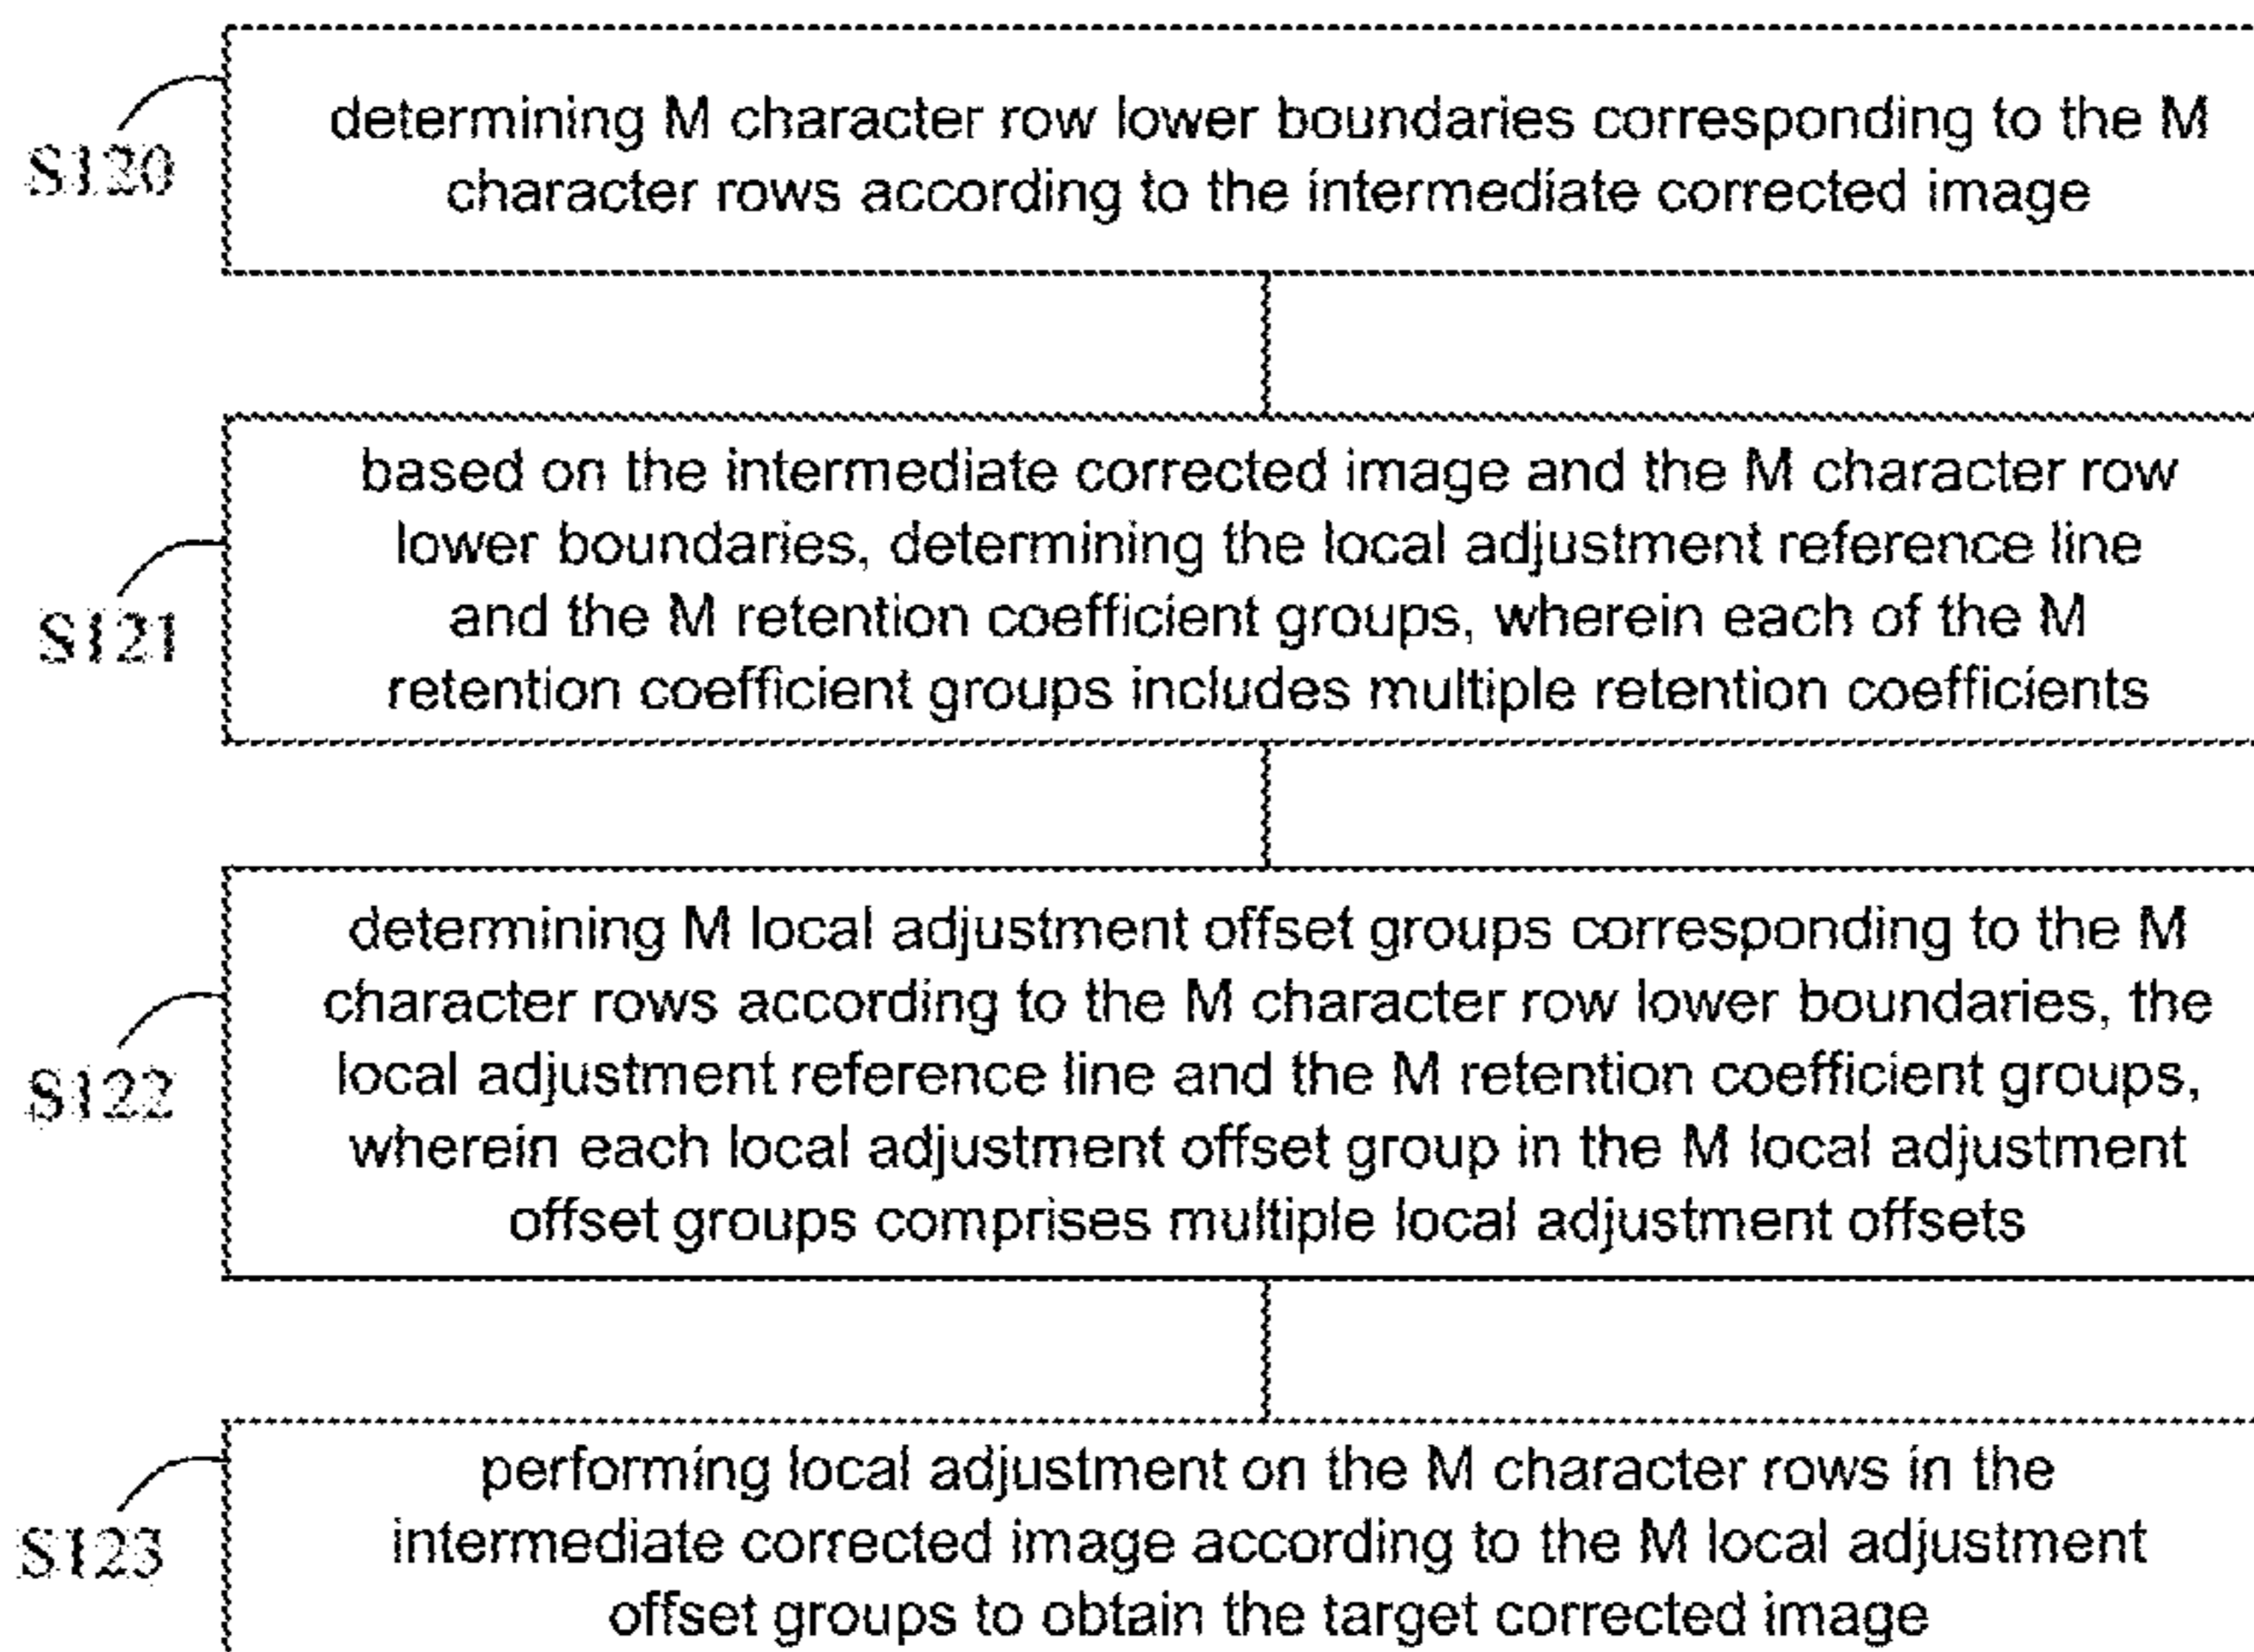 determining M character row lower boundaries corresponding to the M
S120
character rows according to the intermediate corrected image
based on the intermediate corrected image and the M character row
lower boundaries, determining the local adjustment reference line
S121
and the M retention coefficient groups, wherein each of the M
retention coefficient groups includes multiple retention coefficients
determining M local adjustment offset groups corresponding to the M
character rows according to the M character row lower boundaries, the
S122
local adjustment reference line and the M retention coefficient groups,
wherein each local adjustment offset group in the M local adjustment
offset groups comprises multiple local adjustment offsets
performing local adjustment on the M character rows in the
S123
intermediate corrected image according to the M local adjustment
offset groups to obtain the target corrected image